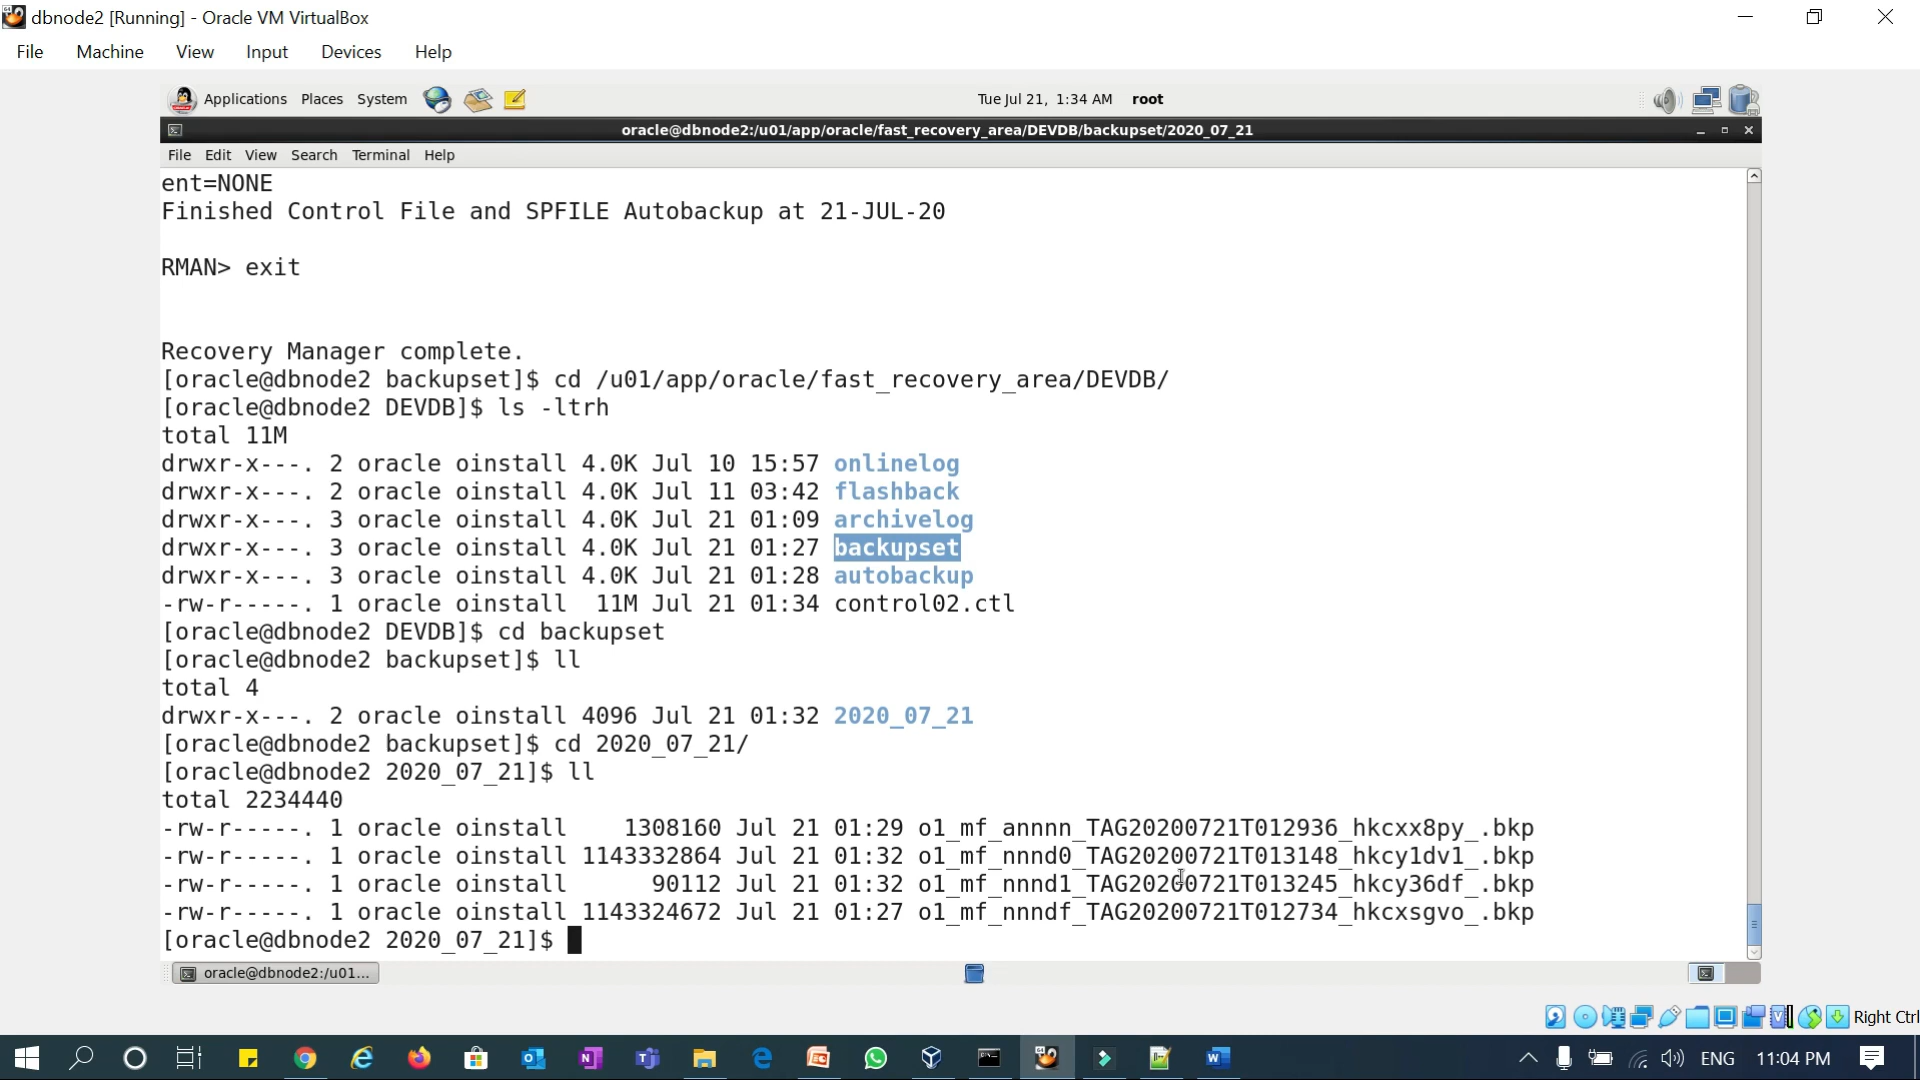 dbnode2 [Running] - Oracle VM VirtualBox
File Machine View Input Devices Help
Applications Places System Tue Jul 21, 1:34 AM root
oracle@dbnode2:/u01/app/oracle/fast_recovery_area/DEVDB/backupset/2020_07_21
File Edit View Search Terminal Help
ent=NONE
Finished Control File and SPFILE Autobackup at 21-JUL-20
RMAN> exit
Recovery Manager complete.
[oracle@dbnode2 backupset]$ cd /u01/app/oracle/fast_recovery_area/DEVDB/
[oracle@dbnode2 DEVDB]$ ls -ltrh
total 11M
drwxr-x---. 2 oracle oinstall 4.0K Jul 10 15:57 onlinelog
drwxr-x---. 2 oracle oinstall 4.0K Jul 11 03:42 flashback
drwxr-x---. 3 oracle oinstall 4.0K Jul 21 01:09 archivelog
drwxr-x---. 3 oracle oinstall 4.0K Jul 21 01:27 backupset
drwxr-x---. 3 oracle oinstall 4.0K Jul 21 01:28 autobackup
-rw-r-----. 1 oracle oinstall  11M Jul 21 01:34 control02.ctl
[oracle@dbnode2 DEVDB]$ cd backupset
[oracle@dbnode2 backupset]$ ll
total 4
drwxr-x---. 2 oracle oinstall 4096 Jul 21 01:32 2020_07_21
[oracle@dbnode2 backupset]$ cd 2020_07_21/
[oracle@dbnode2 2020_07_21]$ ll
total 2234440
-rw-r-----. 1 oracle oinstall    1308160 Jul 21 01:29 o1_mf_annnn_TAG20200721T012936_hkcxx8py_.bkp
-rw-r-----. 1 oracle oinstall 1143332864 Jul 21 01:32 o1_mf_nnnd0_TAG20200721T013148_hkcy1dv1_.bkp
-rw-r-----. 1 oracle oinstall      90112 Jul 21 01:32 o1_mf_nnnd1_TAG20200721T013245_hkcy36df_.bkp
-rw-r-----. 1 oracle oinstall 1143324672 Jul 21 01:27 o1_mf_nnndf_TAG20200721T012734_hkcxsgvo_.bkp
[oracle@dbnode2 2020_07_21]$
oracle@dbnode2:/u01...
Right Ctrl
ENG 11:04 PM